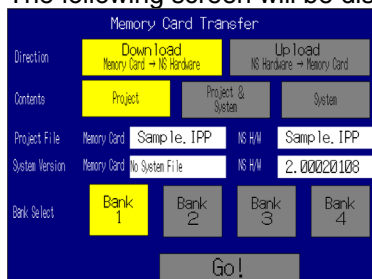 The following screen will be dis
Memory Card Transfer
Direction
Download
Memory Card → NS Hardware
Upload
NS Hardware → Memory Card
Contents
Project
Project &
System
System
Project File Memory Card Sample.IPP NS H/W Sample.IPP
System Version Memory Card No System File NS H/W 2.00020108
Bank Select
Bank
1
Bank
2
Bank
3
Bank
4
Go!